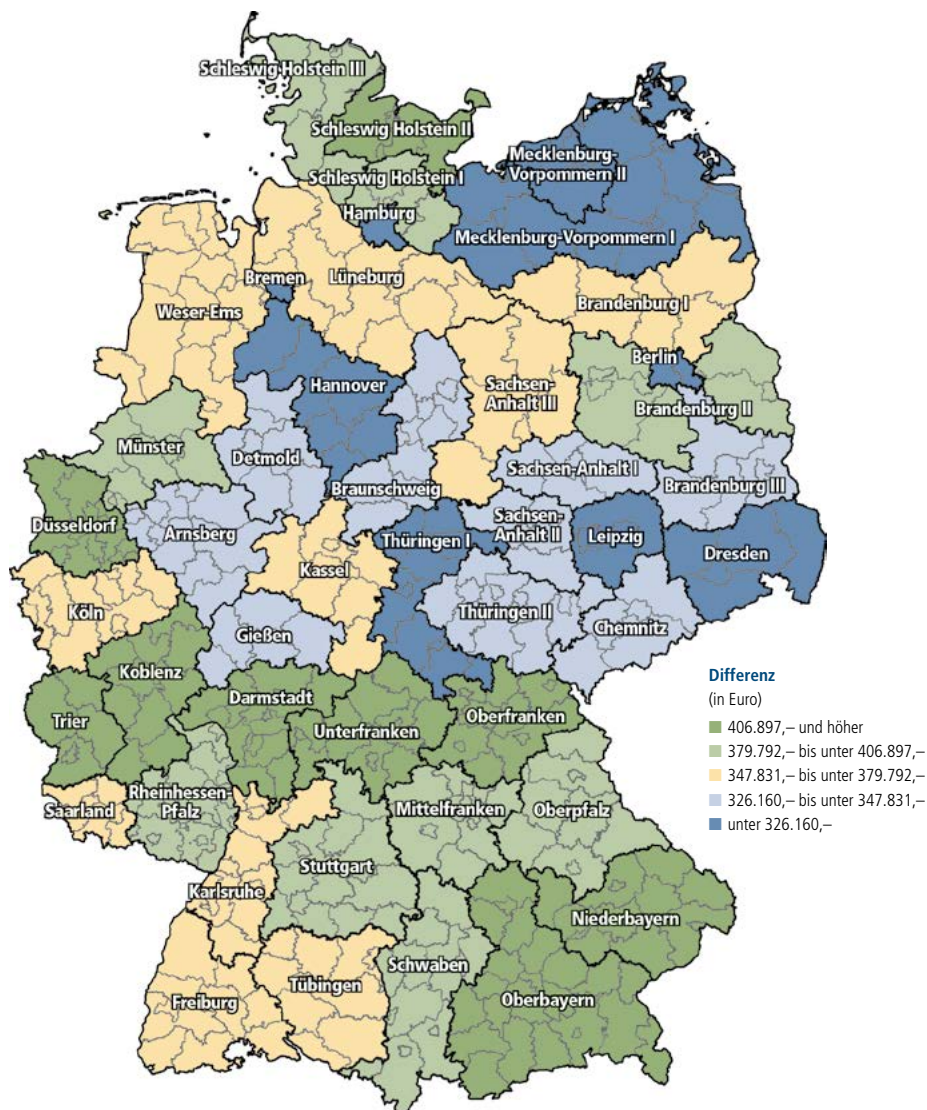 Schleswig Holstein III
Schleswig Holstein II
Mecklenburg-
Vorpommern II
Schleswig Holstein I
Hamburg
Mecklenburg-Vorpommern I
Bremen
Lüneburg
Brandenburg I
Weser-Ems
Berlin
Hannover
Sachsen-
Anhalt III
Brandenburg II
Münster
Detmold
Sachsen-Anhalt I
Braunschweig
Brandenburg III
Düsseldorf
Arnsberg
Sachsen-
Anhalt II
Thüringen I
Leipzig
Dresden
Kassel
Köln
Thüringen II
Chemnitz
Gießen
Koblenz
Darmstadt
Trier
Unterfranken
Oberfranken
Saarland
Rheinhessen-
Pfalz
Mittelfranken
Oberpfalz
Stuttgart
Karlsruhe
Niederbayern
Schwaben
Tübingen
Freiburg
Oberbayern
Differenz
(in Euro)
406.897,– und höher
379.792,– bis unter 406.897,–
347.831,– bis unter 379.792,–
326.160,– bis unter 347.831,–
unter 326.160,–